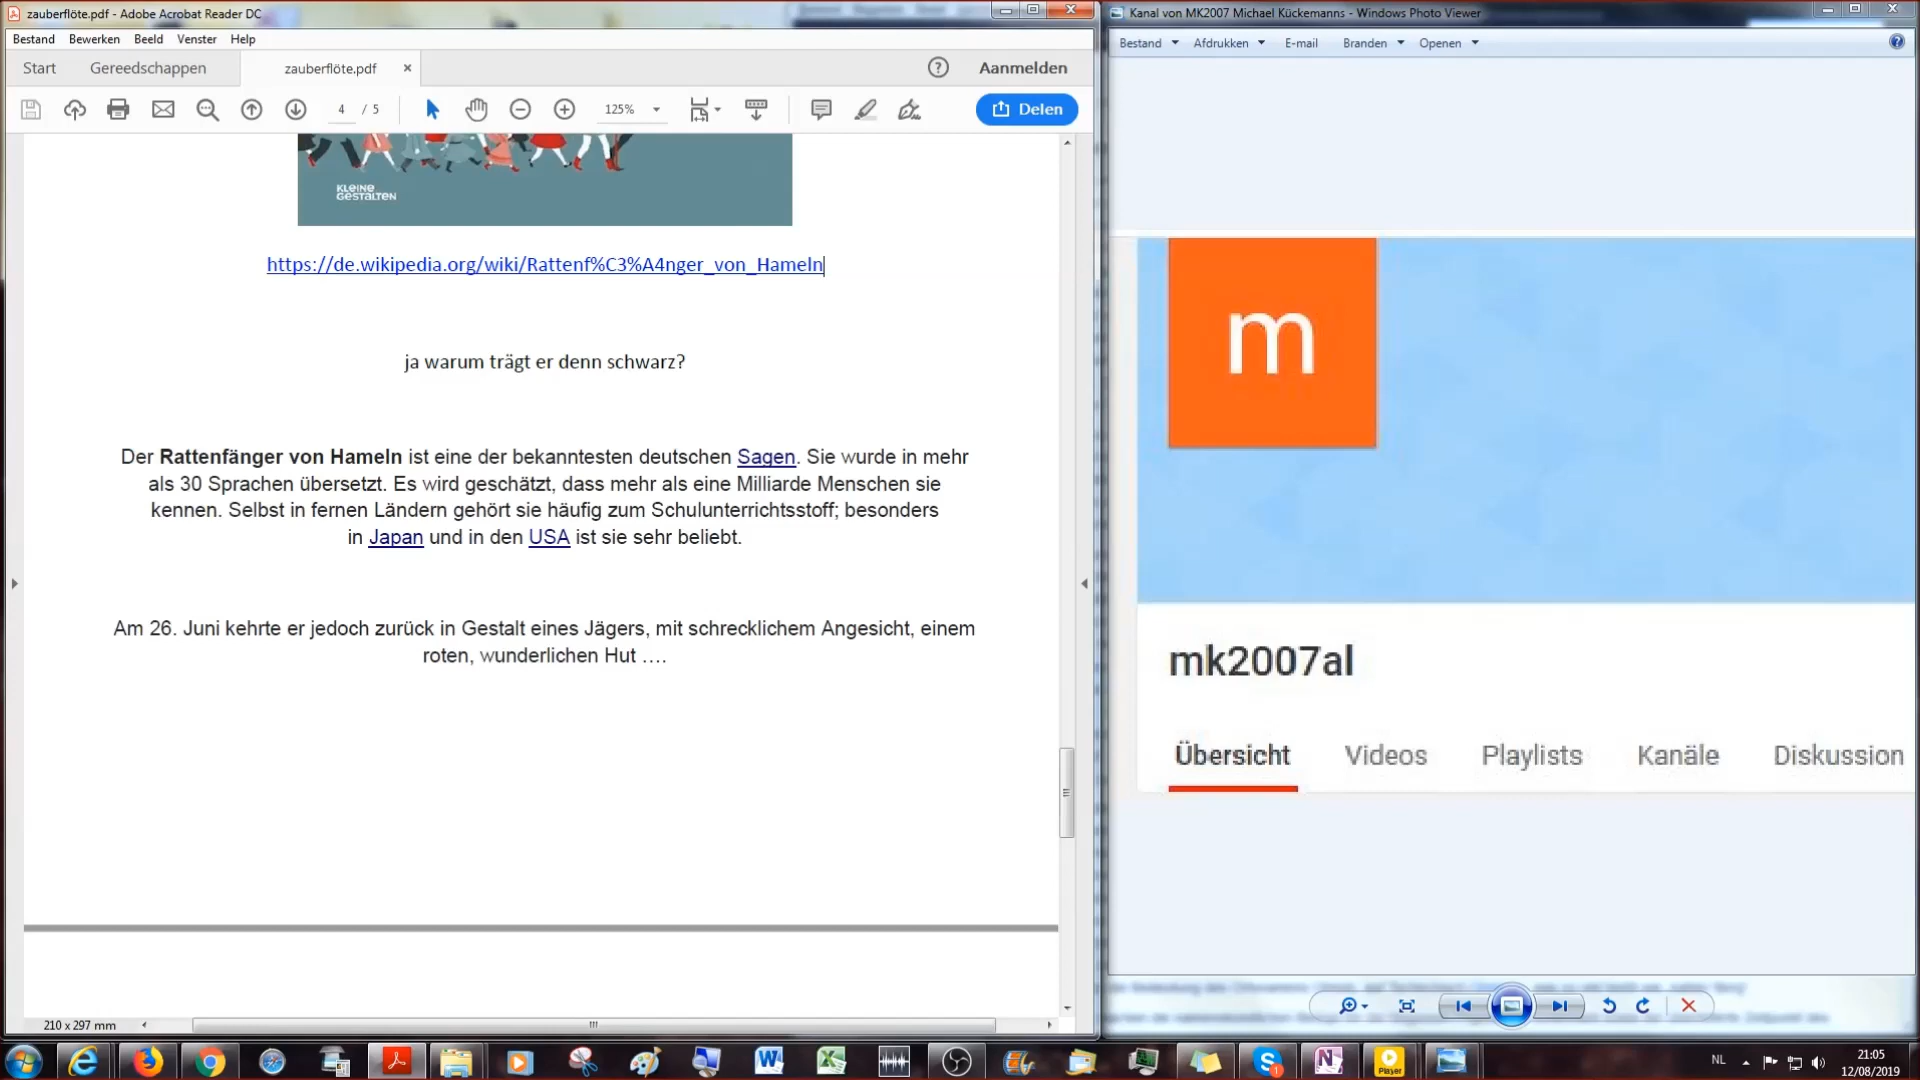 zauberflöte.pdf - Adobe Acrobat Reader DC
Bestand Bewerken Beeld Venster Help
Start Gereedschappen zauberflöte.pdf × Aanmelden
4 / 5 125% Delen
KLEINE
GESTALTEN
https://de.wikipedia.org/wiki/Rattenf%C3%A4nger_von_Hameln
ja warum trägt er denn schwarz?
Der Rattenfänger von Hameln ist eine der bekanntesten deutschen Sagen. Sie wurde in mehr
als 30 Sprachen übersetzt. Es wird geschätzt, dass mehr als eine Milliarde Menschen sie
kennen. Selbst in fernen Ländern gehört sie häufig zum Schulunterrichtsstoff; besonders
in Japan und in den USA ist sie sehr beliebt.
Am 26. Juni kehrte er jedoch zurück in Gestalt eines Jägers, mit schrecklichem Angesicht, einem
roten, wunderlichen Hut ….
210 x 297 mm
Kanal von MK2007 Michael Kückemanns - Windows Photo Viewer
Bestand Afdrukken E-mail Branden Openen
m
mk2007al
Übersicht Videos Playlists Kanäle Diskussion
Player
NL
21:05
12/08/2019